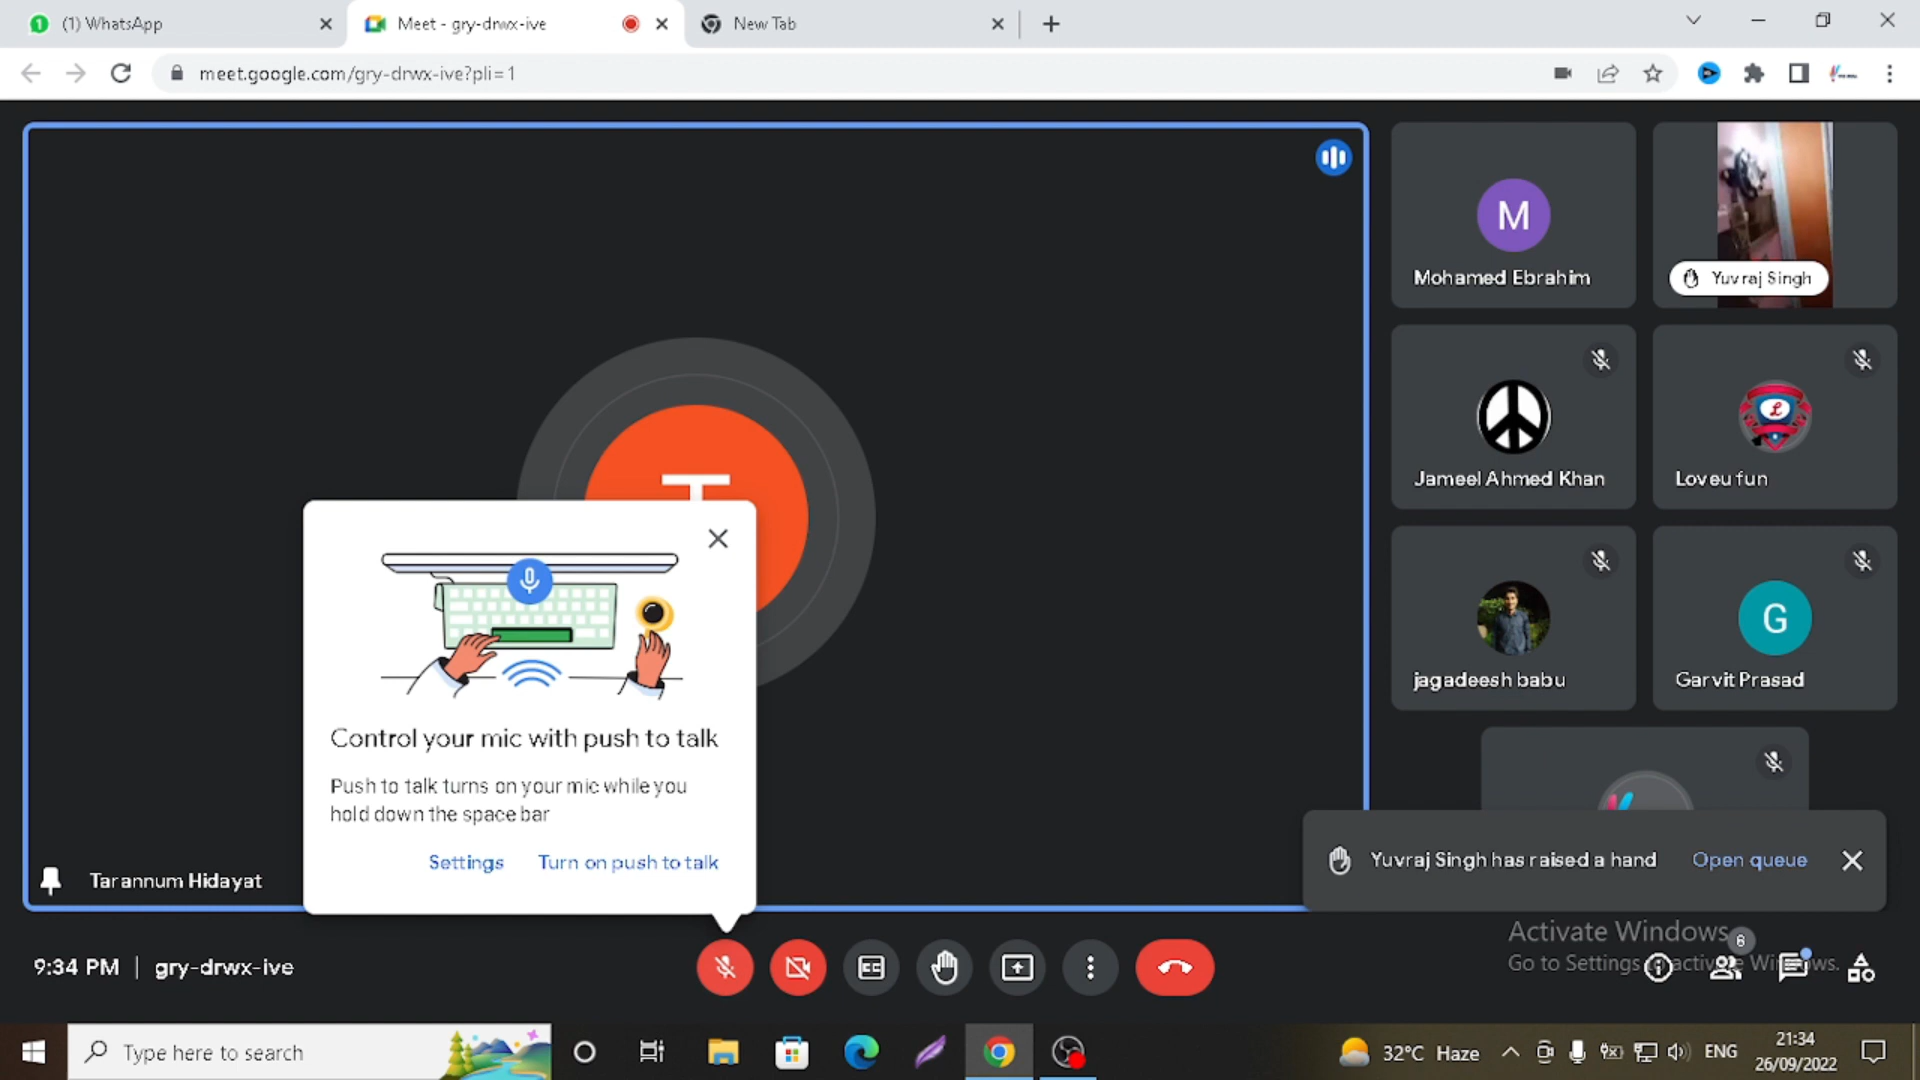 (1) WhatsApp
Meet - gry-drwx-ive
New Tab
meet.google.com/gry-drwx-ive?pli=1
M
Mohamed Ebrahim
Yuvraj Singh
Jameel Ahmed Khan
Loveu fun
jagadeesh babu
G
Garvit Prasad
T
Control your mic with push to talk
Push to talk turns on your mic while you
hold down the space bar
Settings
Turn on push to talk
Tarannum Hidayat
Yuvraj Singh has raised a hand
Open queue
Activate Windows
Go to Settings to activate Windows.
9:34 PM | gry-drwx-ive
6
Type here to search
32°C Haze
ENG
21:34
26/09/2022